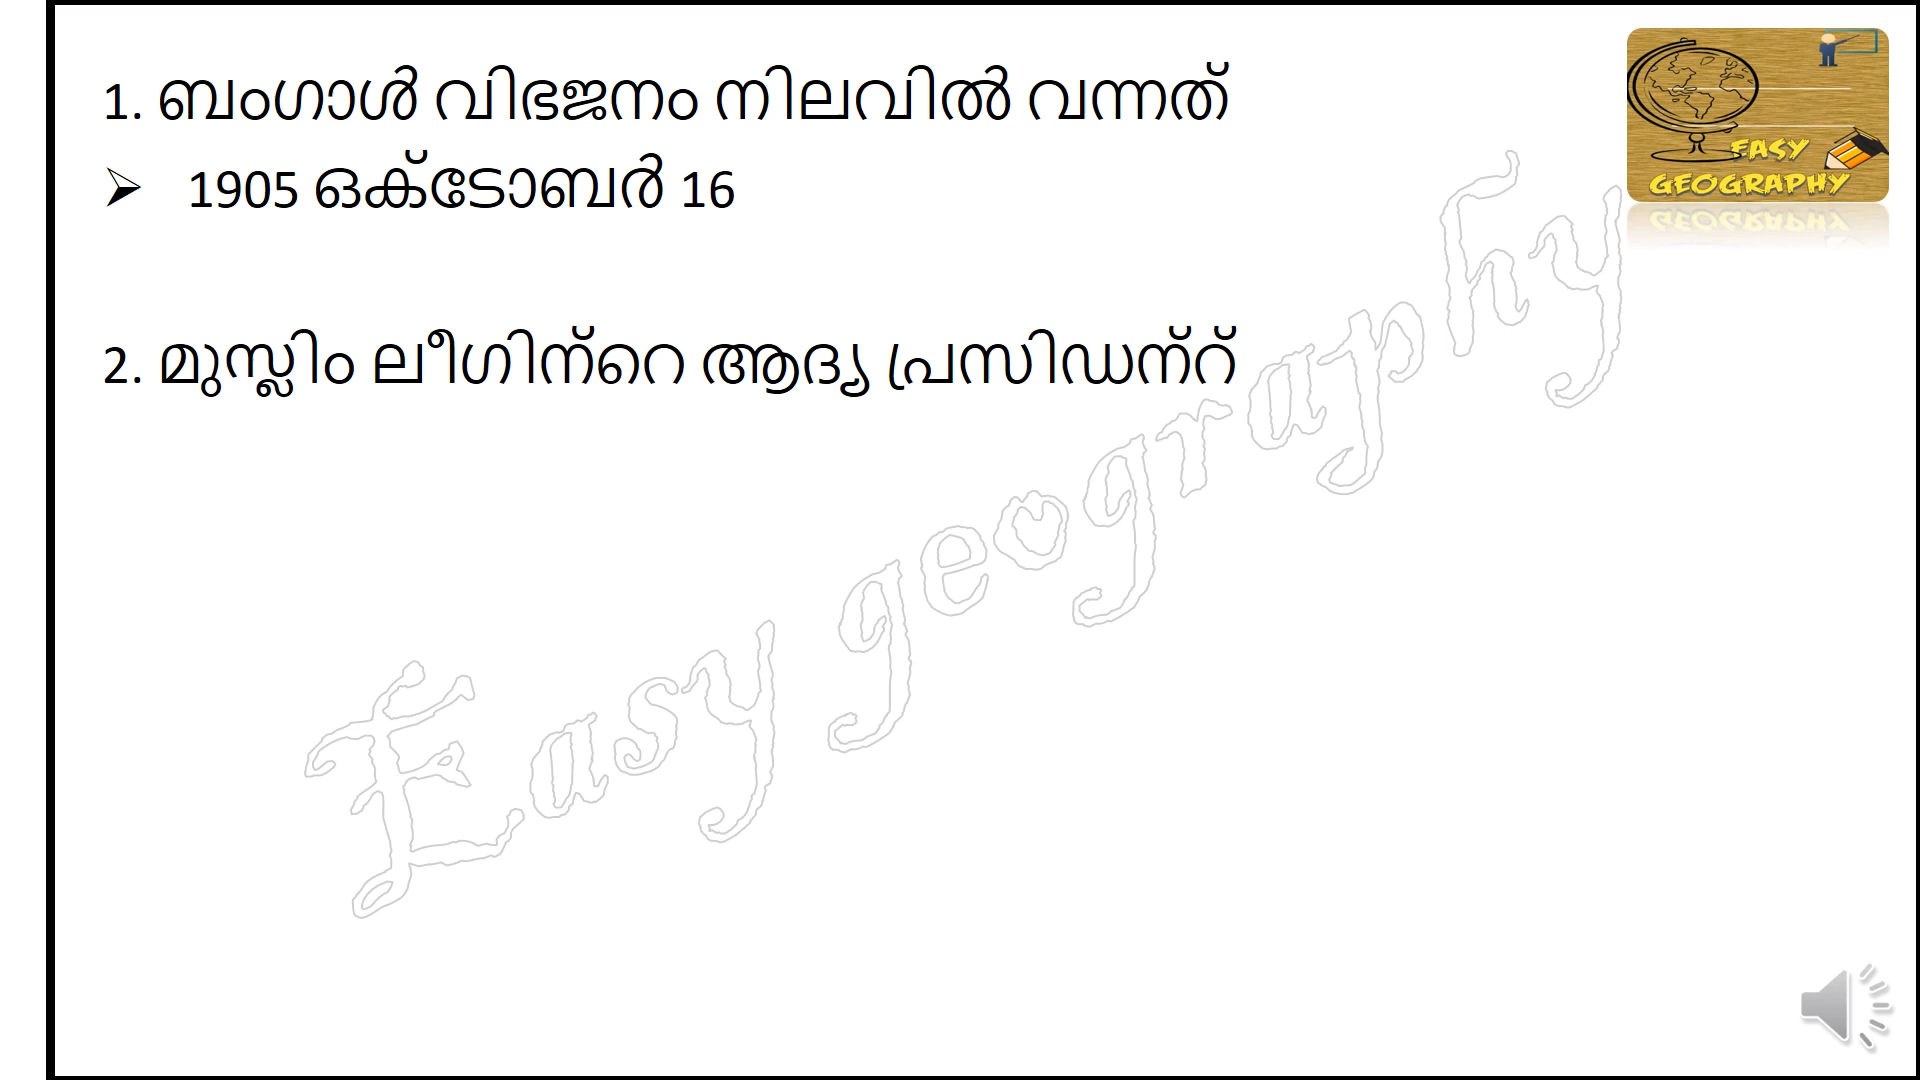 1. ബംഗാൾ വിഭജനം നിലവിൽ വന്നത്
➢ 1905 ഒക്ടോബർ 16
2. മുസ്ലിം ലീഗിന്റെ ആദ്യ പ്രസിഡന്റ്
EASY
GEOGRAPHY
Easy geography